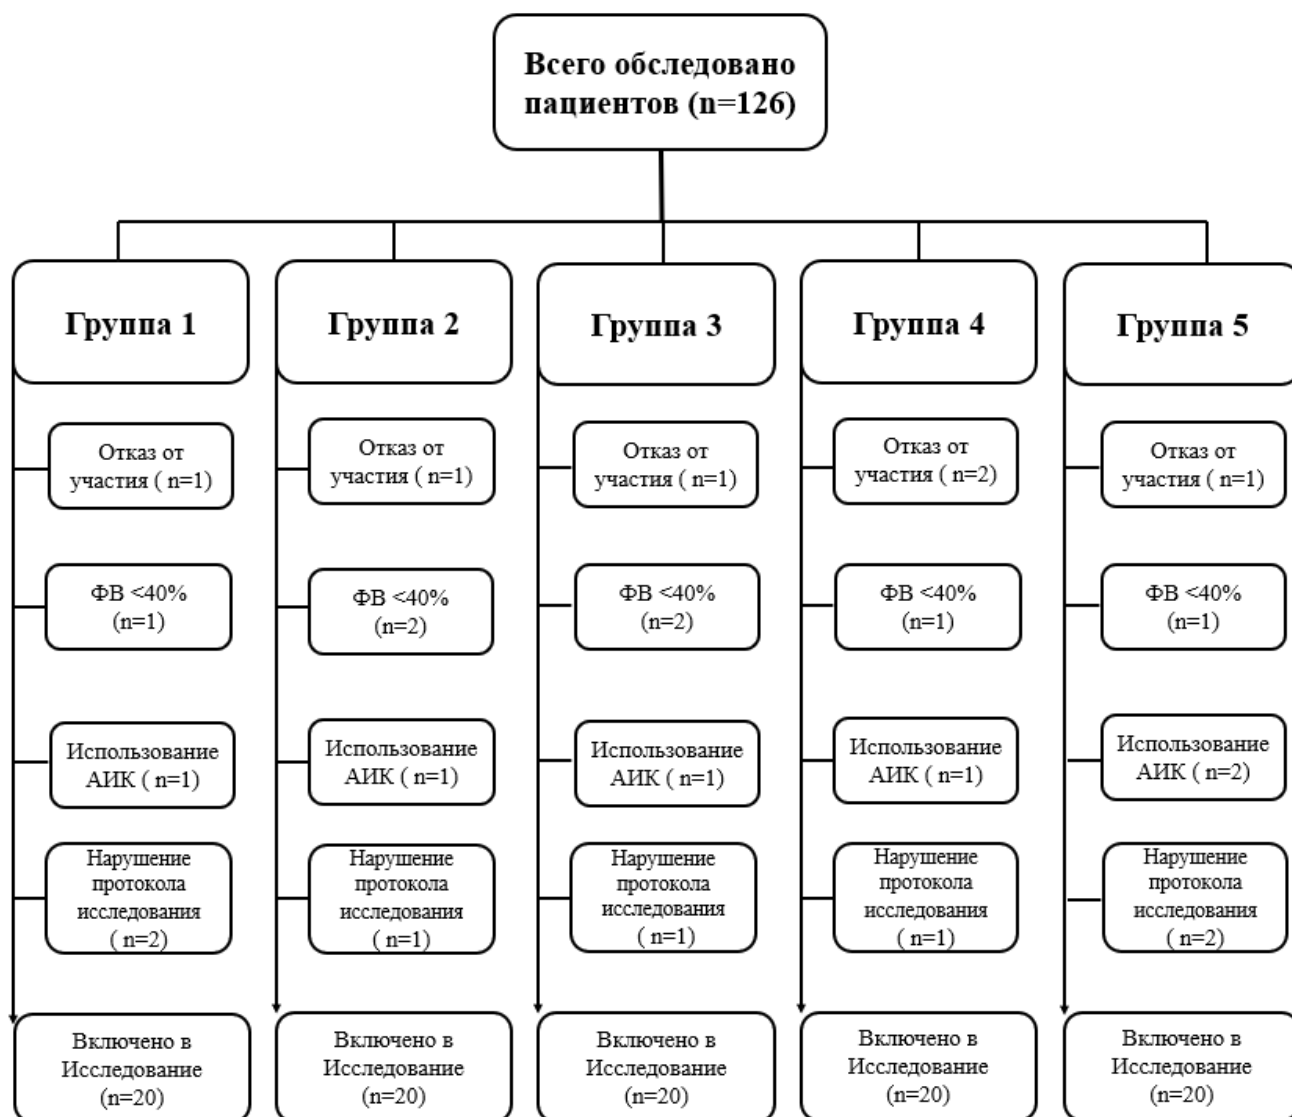 Всего обследовано
пациентов (n=126)
Группа 1
Группа 2
Группа 3
Группа 4
Группа 5
Отказ от
участия ( n=1)
Отказ от
участия ( n=1)
Отказ от
участия ( n=1)
Отказ от
участия ( n=2)
Отказ от
участия ( n=1)
ФВ <40%
(n=1)
ФВ <40%
(n=2)
ФВ <40%
(n=2)
ФВ <40%
(n=1)
ФВ <40%
(n=1)
Использование
АИК ( n=1)
Использование
АИК ( n=1)
Использование
АИК ( n=1)
Использование
АИК ( n=1)
Использование
АИК ( n=2)
Нарушение
протокола
исследования
( n=2)
Нарушение
протокола
исследования
( n=1)
Нарушение
протокола
исследования
( n=1)
Нарушение
протокола
исследования
( n=1)
Нарушение
протокола
исследования
( n=2)
Включено в
Исследование
(n=20)
Включено в
Исследование
(n=20)
Включено в
Исследование
(n=20)
Включено в
Исследование
(n=20)
Включено в
Исследование
(n=20)